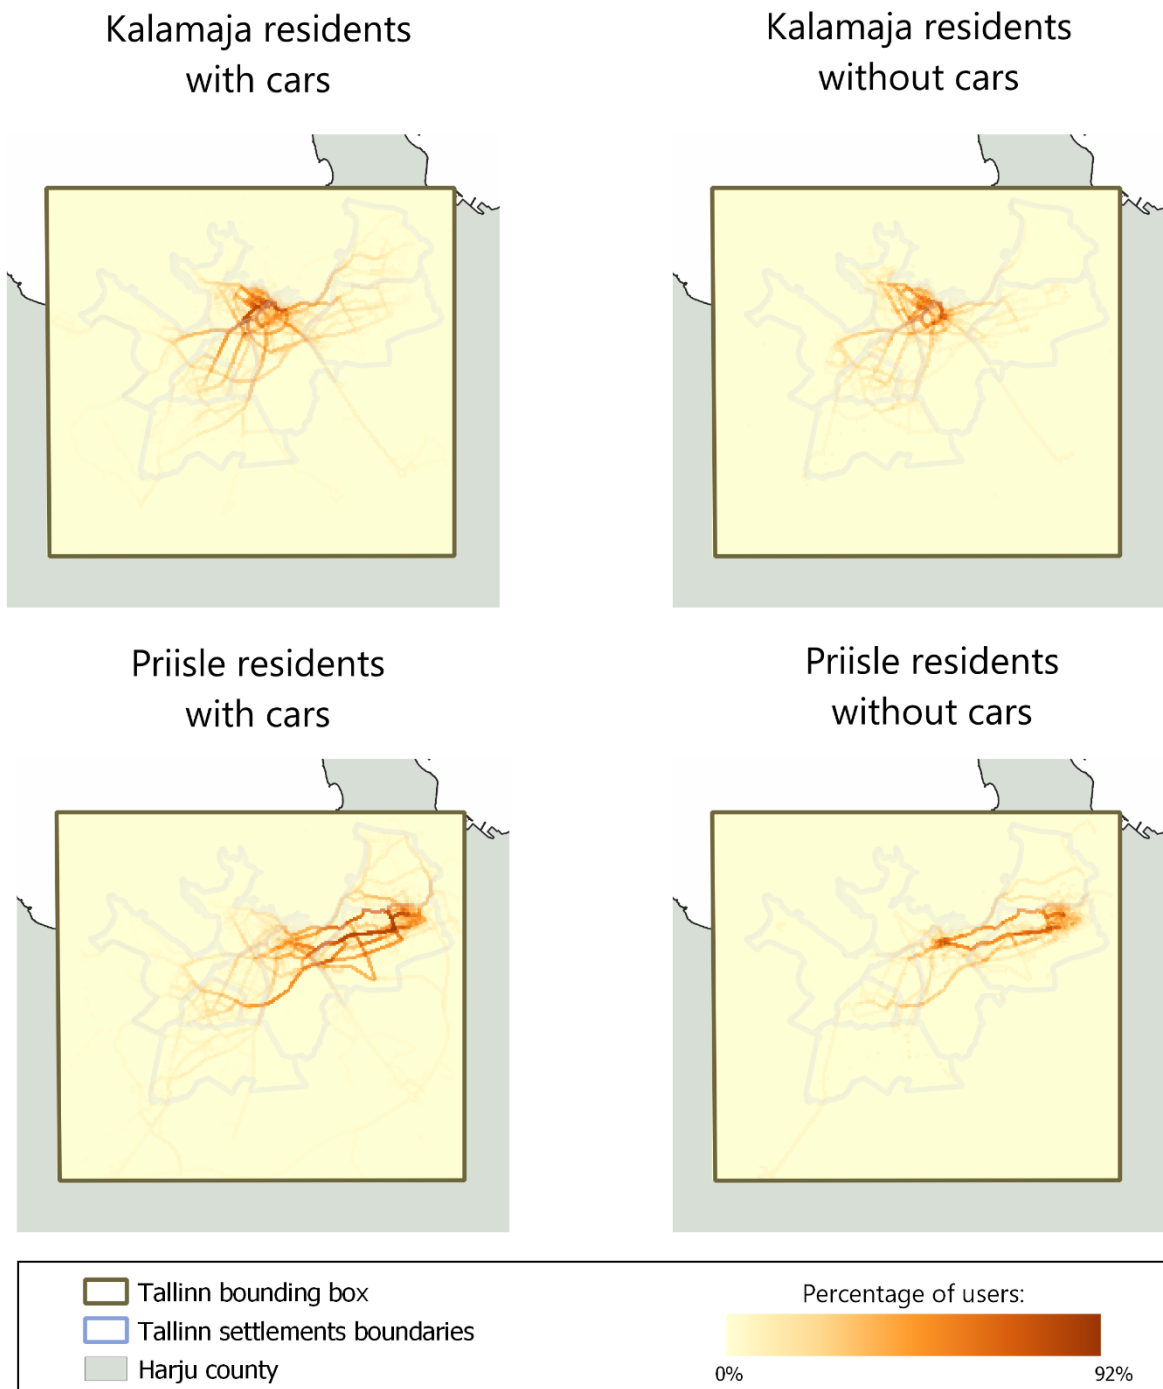 Kalamaja residents
with cars
Kalamaja residents
without cars
Priisle residents
with cars
Priisle residents
without cars
Tallinn bounding box
Tallinn settlements boundaries
Harju county
Percentage of users:
0%
92%